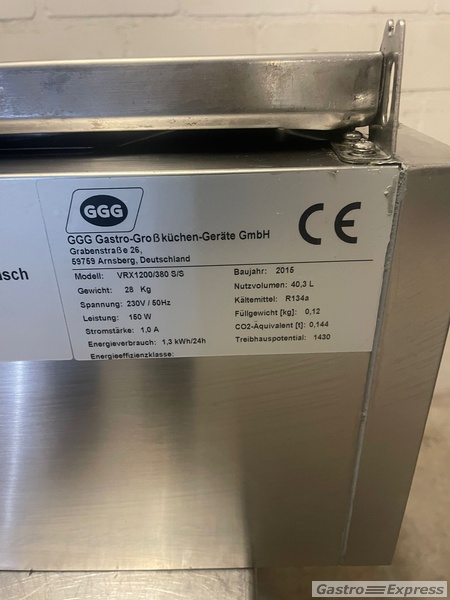 GGG
GGG Gastro-Großküchen-Geräte GmbH
Grabenstraße 26,
59759 Arnsberg, Deutschland
CE
Modell: VRX1200/380 S/S
Gewicht: 28 Kg
Spannung: 230V / 50Hz
Leistung: 150 W
Stromstärke: 1,0 A
Energieverbrauch: 1,3 kWh/24h
Energieeffizienzklasse:
Baujahr: 2015
Nutzvolumen: 40,3 L
Kältemittel: R134a
Füllgewicht [kg]: 0,12
CO2-Äquivalent [t]: 0,144
Treibhauspotential: 1430
sch
Gastro Express